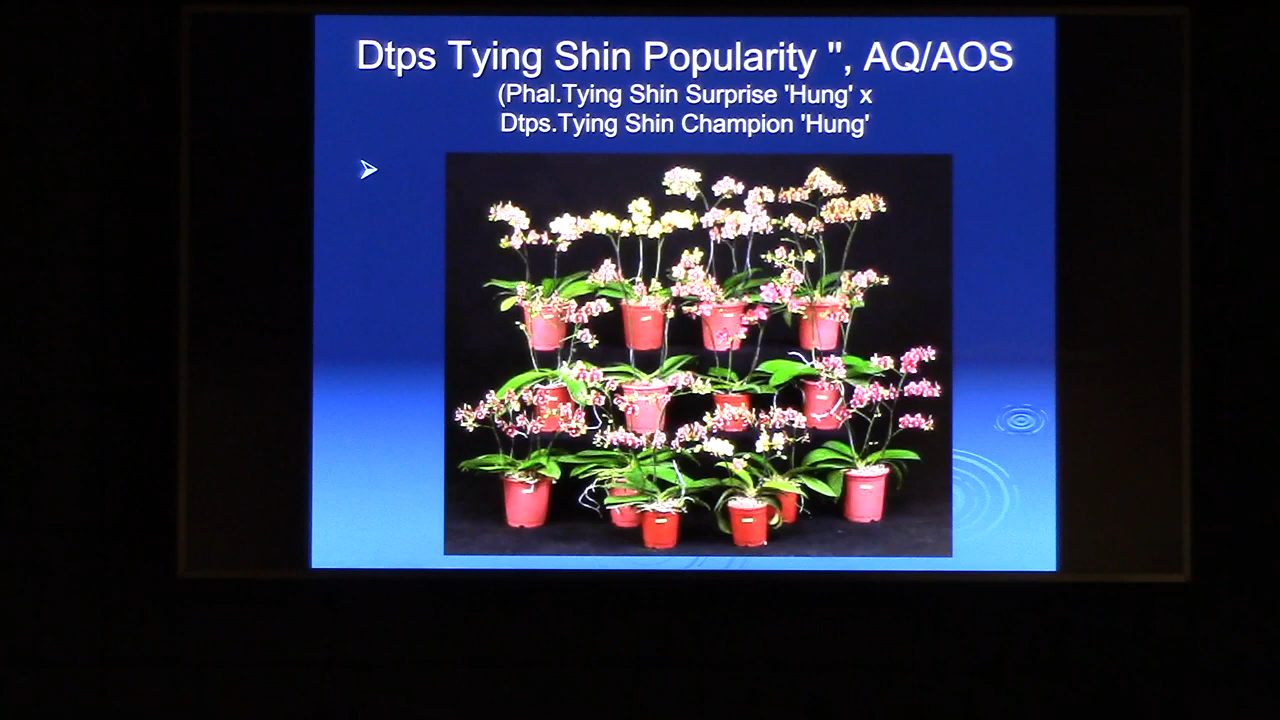 Dtps Tying Shin Popularity ", AQ/AOS
(Phal.Tying Shin Surprise 'Hung' x
Dtps.Tying Shin Champion 'Hung'